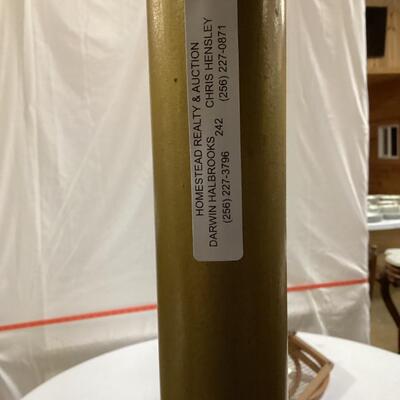 HOMESTEAD REALTY & AUCTION
DARWIN HALBROOKS 242 CHRIS HENSLEY
(256) 227-3796 (256) 227-0871